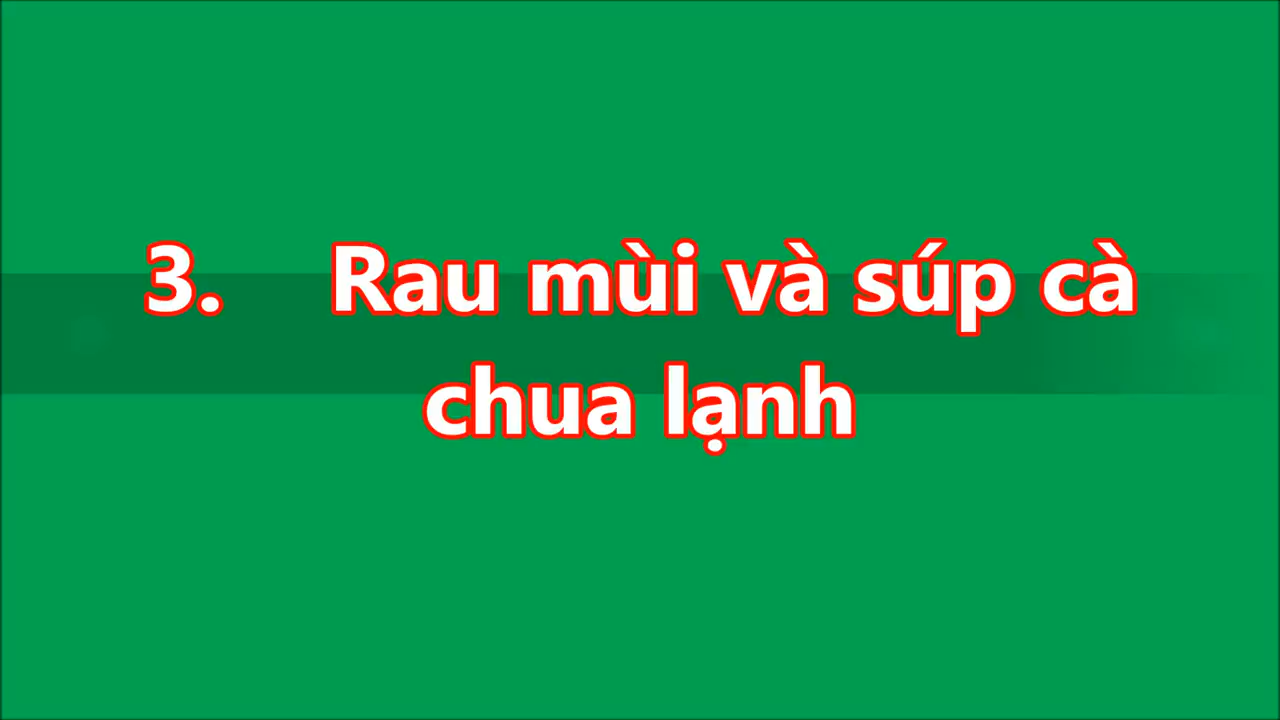 3. Rau mùi và súp cà
chua lạnh